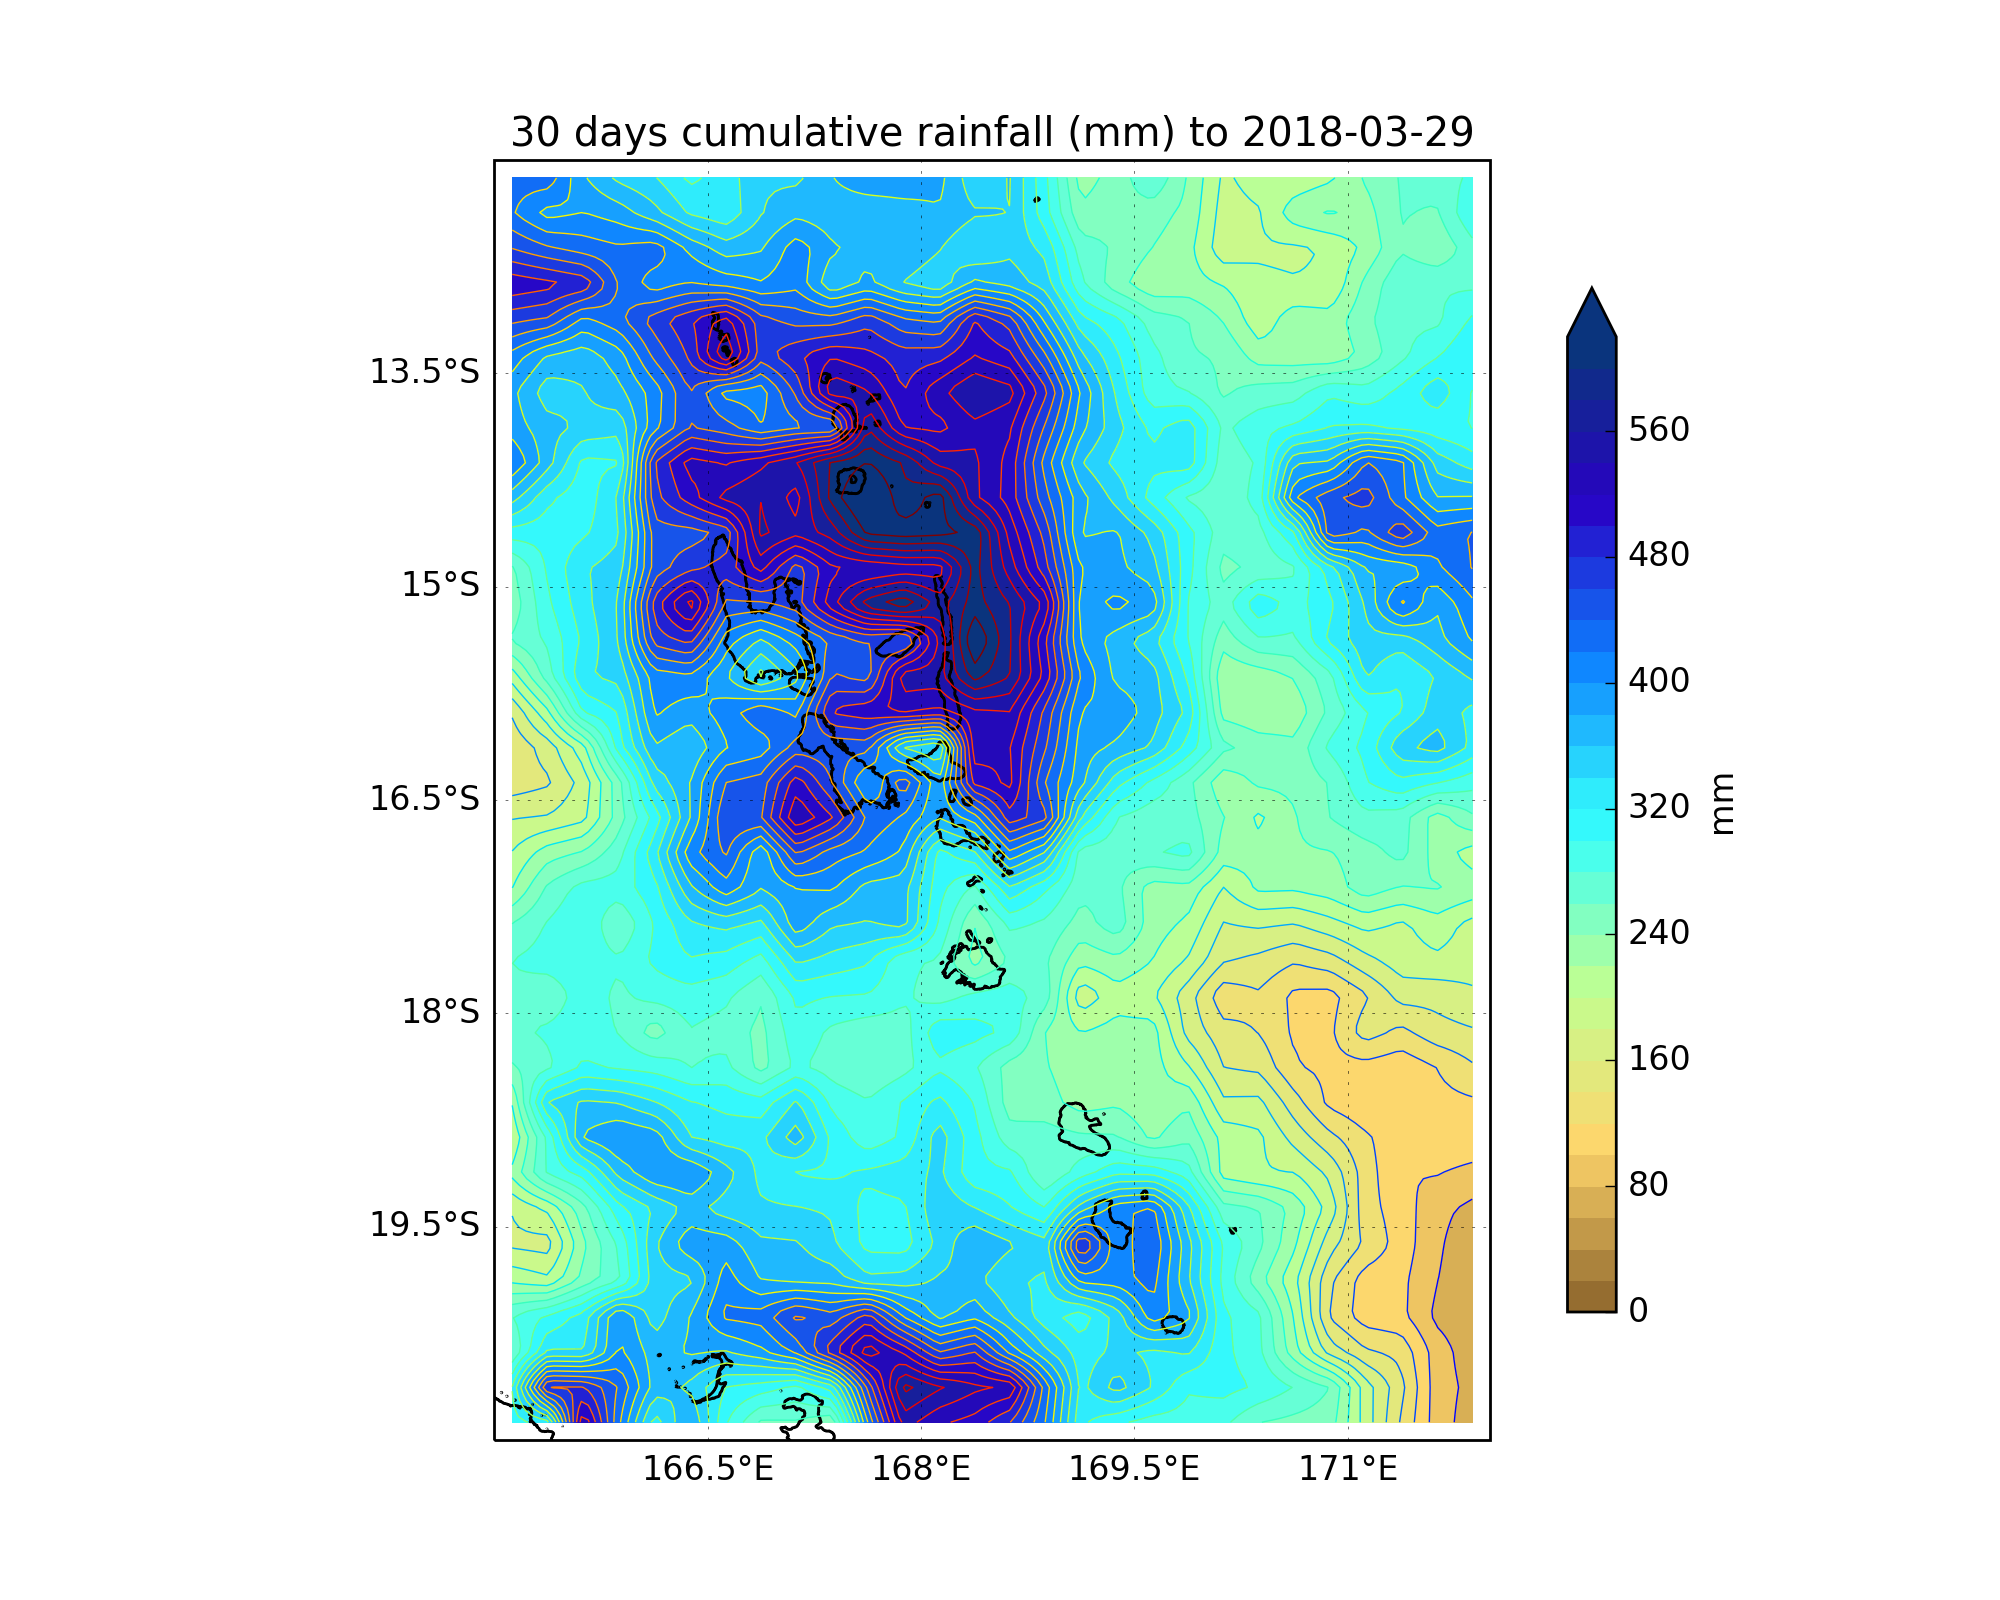 30 days cumulative rainfall (mm) to 2018-03-29
13.5°S
15°S
16.5°S
18°S
19.5°S
166.5°E
168°E
169.5°E
171°E
560
480
400
320
240
160
80
0
mm